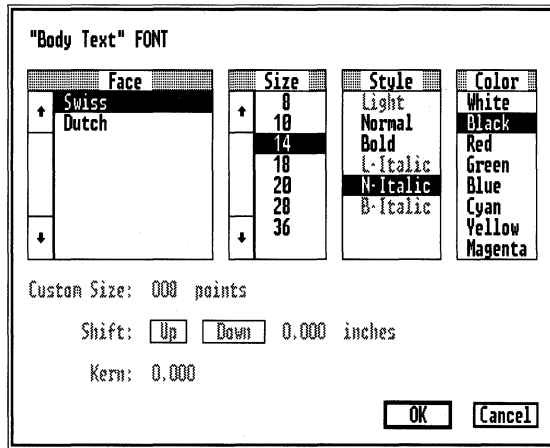 "Body Text" FONT
Face
Swiss
Dutch
Size
8
10
14
18
20
28
36
Style
Light
Normal
Bold
L-Italic
N-Italic
B-Italic
Color
White
Black
Red
Green
Blue
Cyan
Yellow
Magenta
Custom Size: 008 points
Shift: Up Down 0.000 inches
Kern: 0.000
OK Cancel